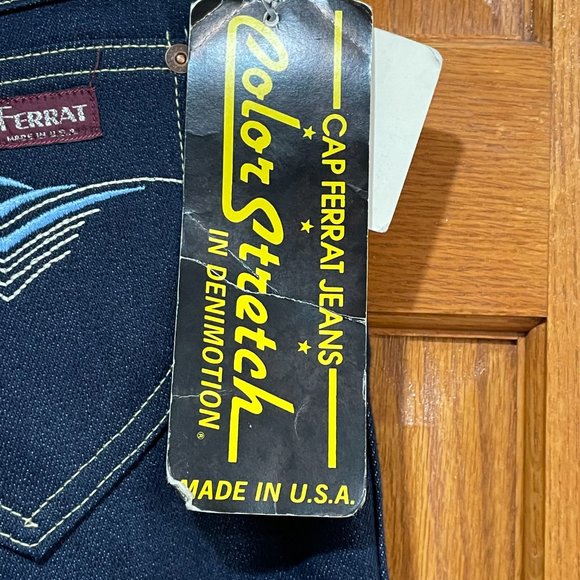 FERRAT
MADE IN U.S.A.
CAP FERRAT JEANS
Color Stretch
IN DENIMOTION®
MADE IN U.S.A.